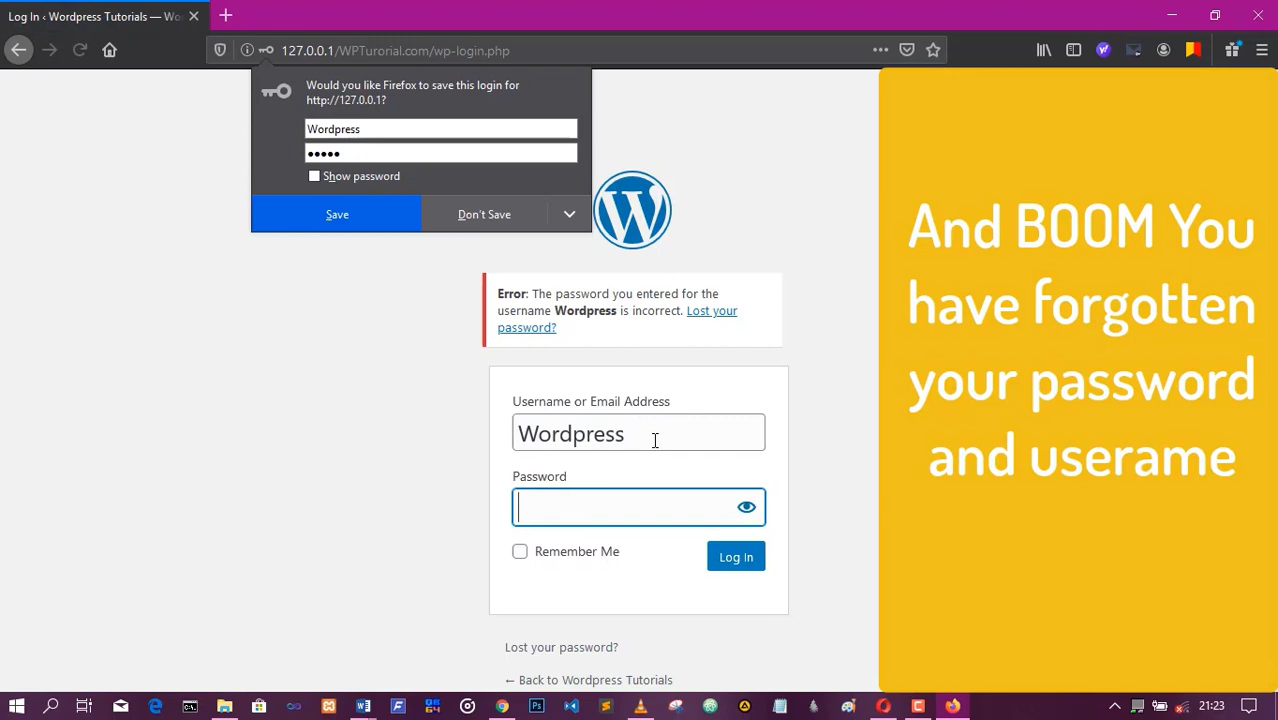 Log In ‹ Wordpress Tutorials — Wo
127.0.0.1/WPTurorial.com/wp-login.php
Would you like Firefox to save this login for
http://127.0.0.1?
Wordpress
Show password
Save
Don't Save
Error: The password you entered for the
username Wordpress is incorrect. Lost your
password?
Username or Email Address
Wordpress
Password
Remember Me
Log In
Lost your password?
← Back to Wordpress Tutorials
And BOOM You
have forgotten
your password
and userame
21:23